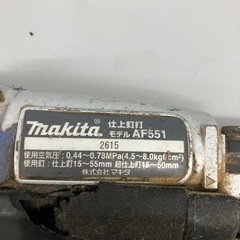 makita®
仕上釘打
モデル AF551
2615
使用空気圧:0.44〜0.78MPa(4.5〜8.0kgf/cm²)
使用釘:仕上釘15〜55mm 超仕上釘15〜50mm
株式会社マキタ